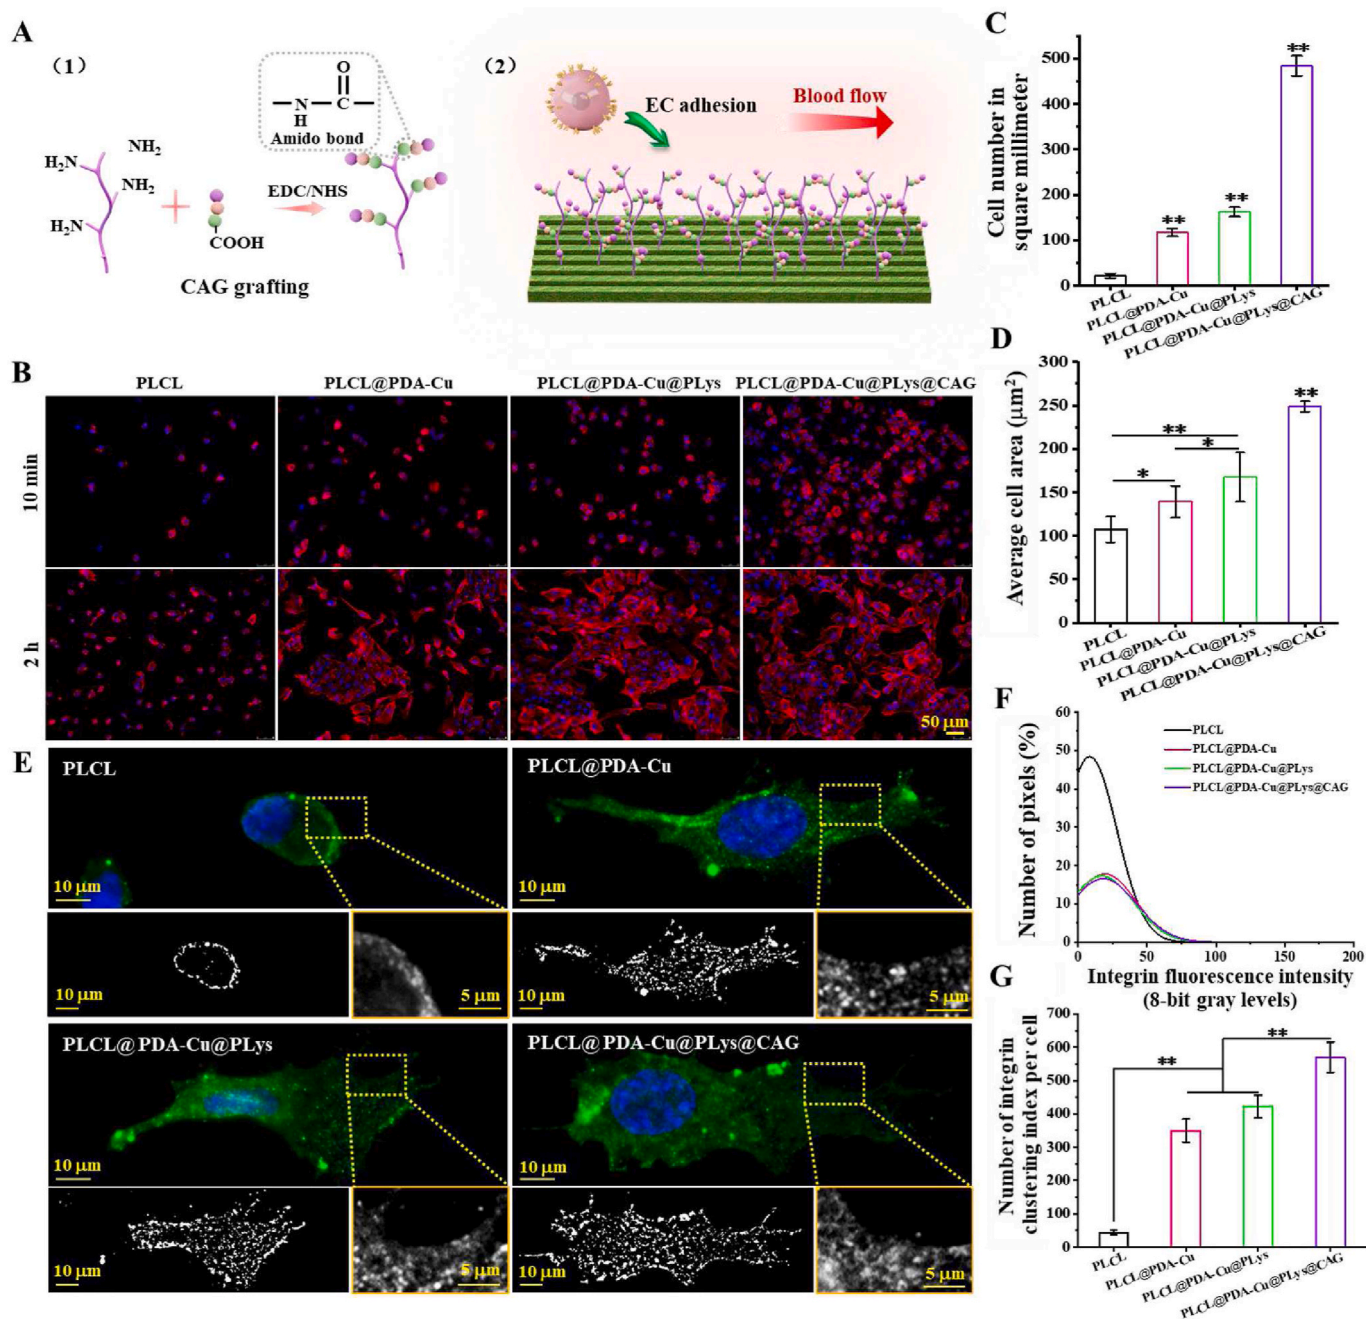 A
(1)
O
N
C
H
Amido bond
H₂N
NH₂
NH₂
H₂N
EDC/NHS
COOH
CAG grafting
(2)
EC adhesion
Blood flow
C
Cell number in
square millimeter
500
400
300
200
100
0
**
**
**
PLCL
PLCL@PDA-Cu
PLCL@PDA-Cu@PLys
PLCL@PDA-Cu@PLys@CAG
B
PLCL
PLCL@PDA-Cu
PLCL@PDA-Cu@PLys
PLCL@PDA-Cu@PLys@CAG
10 min
2 h
50 μm
D
Average cell area (μm²)
300
250
200
150
100
50
0
**
*
*
**
PLCL
PLCL@PDA-Cu
PLCL@PDA-Cu@PLys
PLCL@PDA-Cu@PLys@CAG
E
PLCL
10 μm
10 μm
5 μm
PLCL@PDA-Cu
10 μm
10 μm
5 μm
PLCL@PDA-Cu@PLys
10 μm
10 μm
5 μm
PLCL@PDA-Cu@PLys@CAG
10 μm
10 μm
5 μm
F
Number of pixels (%)
60
50
40
30
20
10
0
PLCL
PLCL@PDA-Cu
PLCL@PDA-Cu@PLys
PLCL@PDA-Cu@PLys@CAG
0 50 100 150 200
Integrin fluorescence intensity
(8-bit gray levels)
G
Number of integrin
clustering index per cell
700
600
500
400
300
200
100
0
**
**
PLCL
PLCL@PDA-Cu
PLCL@PDA-Cu@PLys
PLCL@PDA-Cu@PLys@CAG